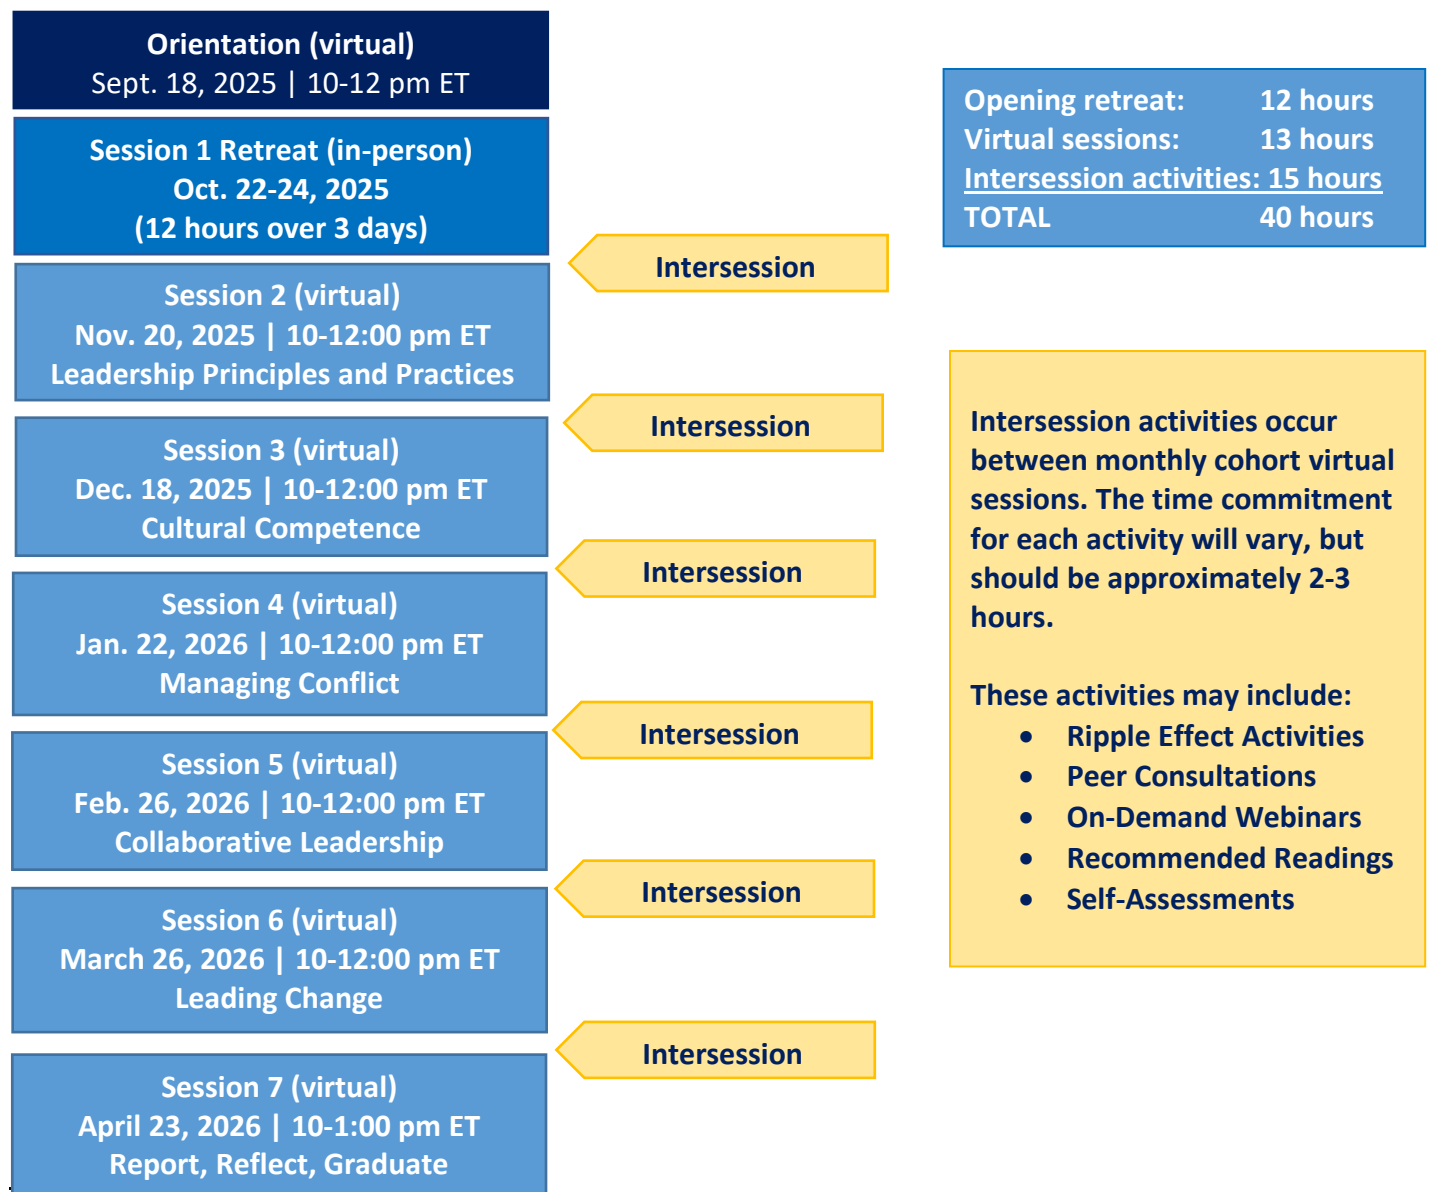 Orientation (virtual)
Sept. 18, 2025 | 10-12 pm ET
Session 1 Retreat (in-person)
Oct. 22-24, 2025
(12 hours over 3 days)
Intersession
Session 2 (virtual)
Nov. 20, 2025 | 10-12:00 pm ET
Leadership Principles and Practices
Intersession
Session 3 (virtual)
Dec. 18, 2025 | 10-12:00 pm ET
Cultural Competence
Intersession
Session 4 (virtual)
Jan. 22, 2026 | 10-12:00 pm ET
Managing Conflict
Intersession
Session 5 (virtual)
Feb. 26, 2026 | 10-12:00 pm ET
Collaborative Leadership
Intersession
Session 6 (virtual)
March 26, 2026 | 10-12:00 pm ET
Leading Change
Intersession
Session 7 (virtual)
April 23, 2026 | 10-1:00 pm ET
Report, Reflect, Graduate
Opening retreat: 12 hours
Virtual sessions: 13 hours
Intersession activities: 15 hours
TOTAL 40 hours
Intersession activities occur
between monthly cohort virtual
sessions. The time commitment
for each activity will vary, but
should be approximately 2-3
hours.
These activities may include:
• Ripple Effect Activities
• Peer Consultations
• On-Demand Webinars
• Recommended Readings
• Self-Assessments